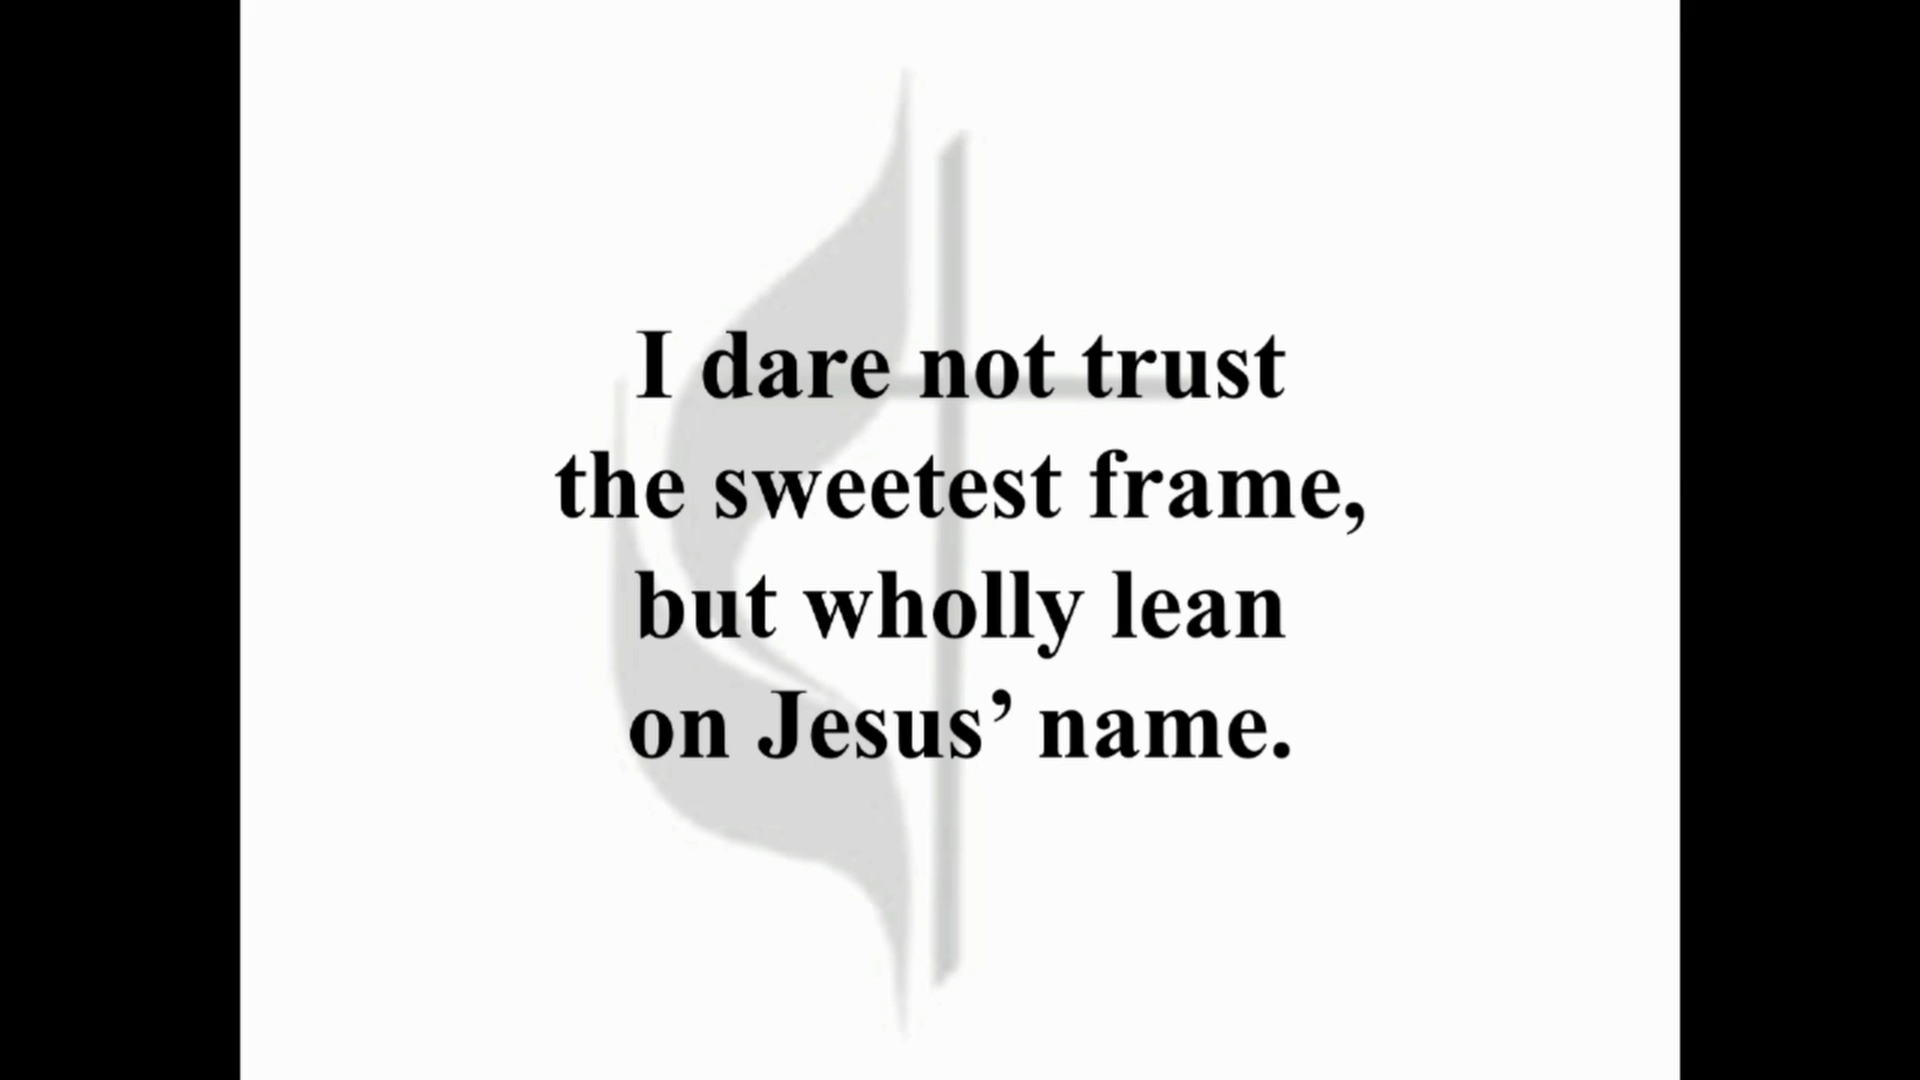 I dare not trust
the sweetest frame,
but wholly lean
on Jesus’ name.